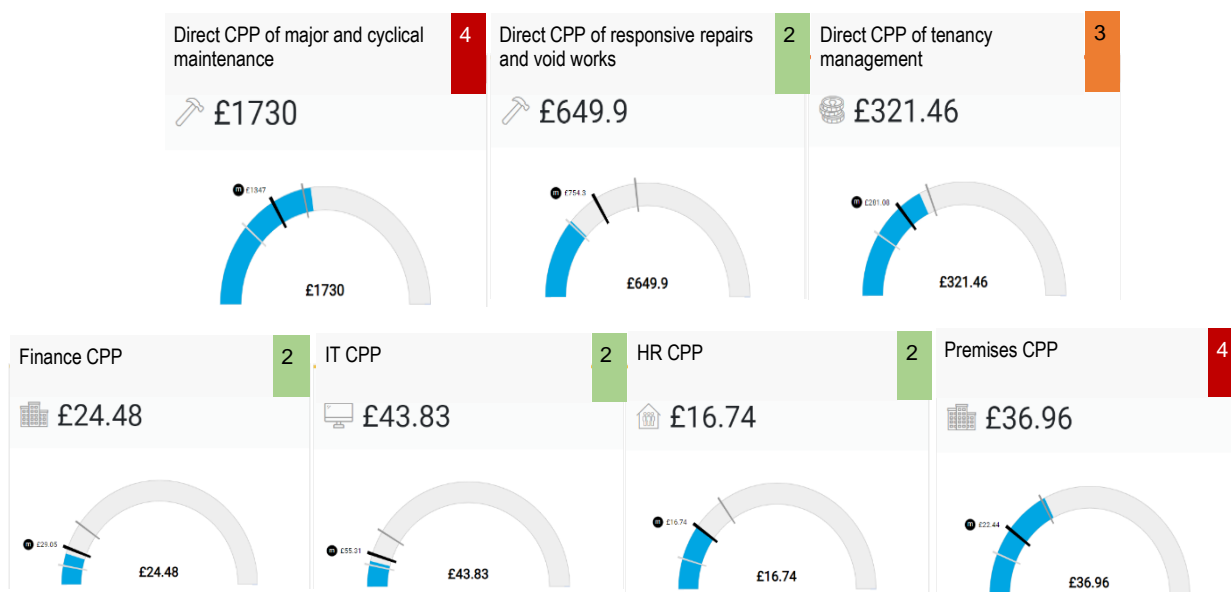 Direct CPP of major and cyclical
maintenance
4
£1730
m £1347
£1730
Direct CPP of responsive repairs
and void works
2
£649.9
m £754.3
£649.9
Direct CPP of tenancy
management
3
£321.46
m £281.08
£321.46
Finance CPP
2
£24.48
m £29.05
£24.48
IT CPP
2
£43.83
m £55.31
£43.83
HR CPP
2
£16.74
m £16.74
£16.74
Premises CPP
4
£36.96
m £22.44
£36.96